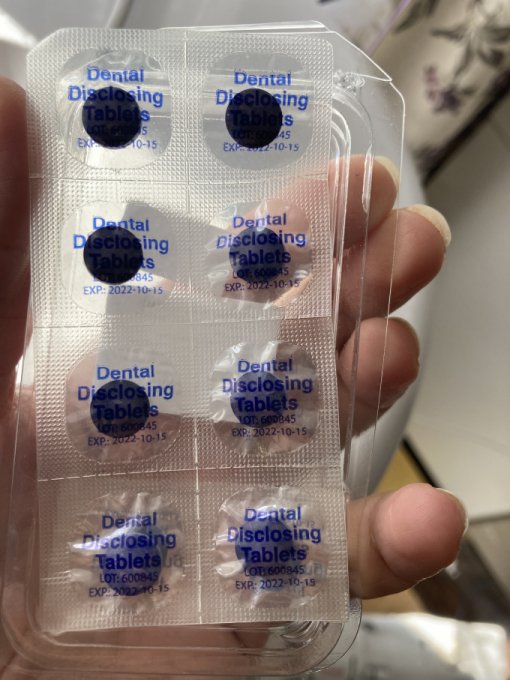 Dental
Disclosing
Tablets
LOT: 600845
EXP.: 2022-10-15
Dental
Disclosing
Tablets
LOT: 600845
EXP.: 2022-10-15
Dental
Disclosing
Tablets
LOT: 600845
EXP.: 2022-10-15
Dental
Disclosing
Tablets
LOT: 600845
EXP.: 2022-10-15
Dental
Disclosing
Tablets
LOT: 600845
EXP.: 2022-10-15
Dental
Disclosing
Tablets
LOT: 600845
EXP.: 2022-10-15
Dental
Disclosing
Tablets
LOT: 600845
EXP.: 2022-10-15
Dental
Disclosing
Tablets
LOT: 600845
EXP.: 2022-10-15